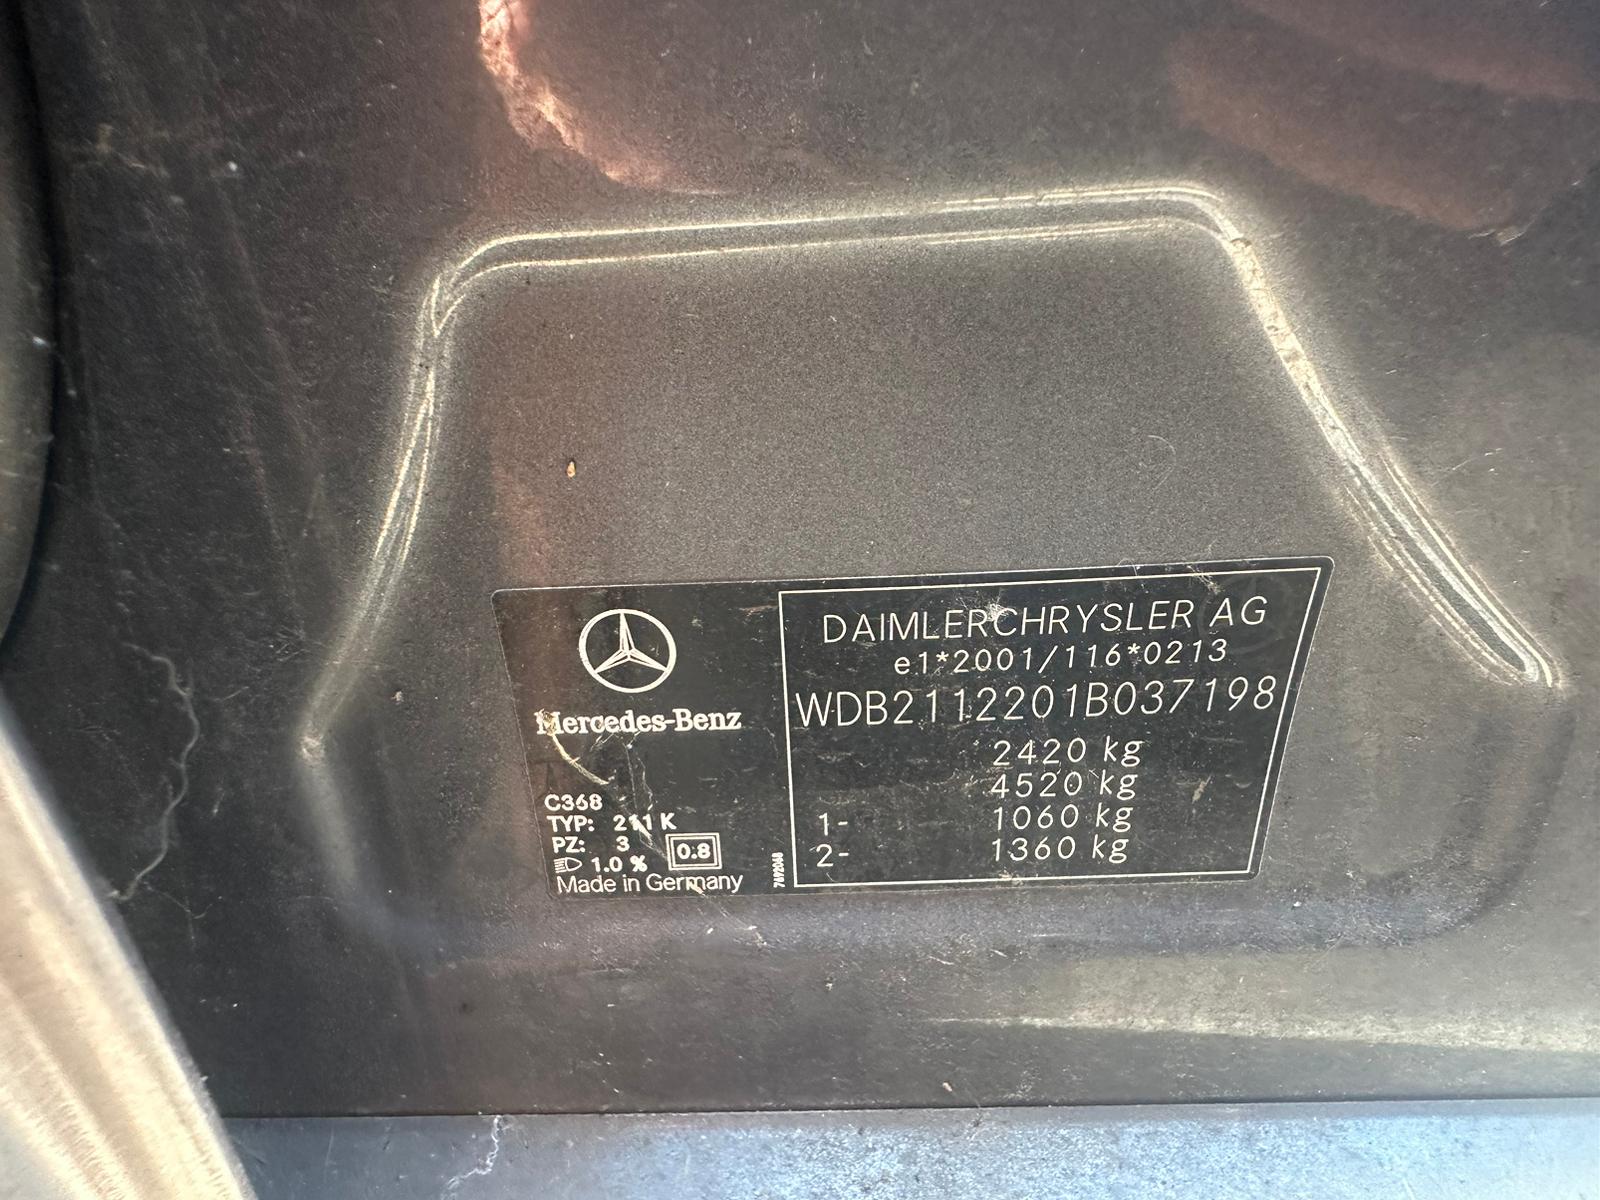 Mercedes-Benz
C368
TYP: 211 K
PZ: 3
0.8
1.0 %
Made in Germany
7692048
DAIMLERCHRYSLER AG
e1*2001/116*0213
WDB2112201B037198
2420 kg
4520 kg
1- 1060 kg
2- 1360 kg